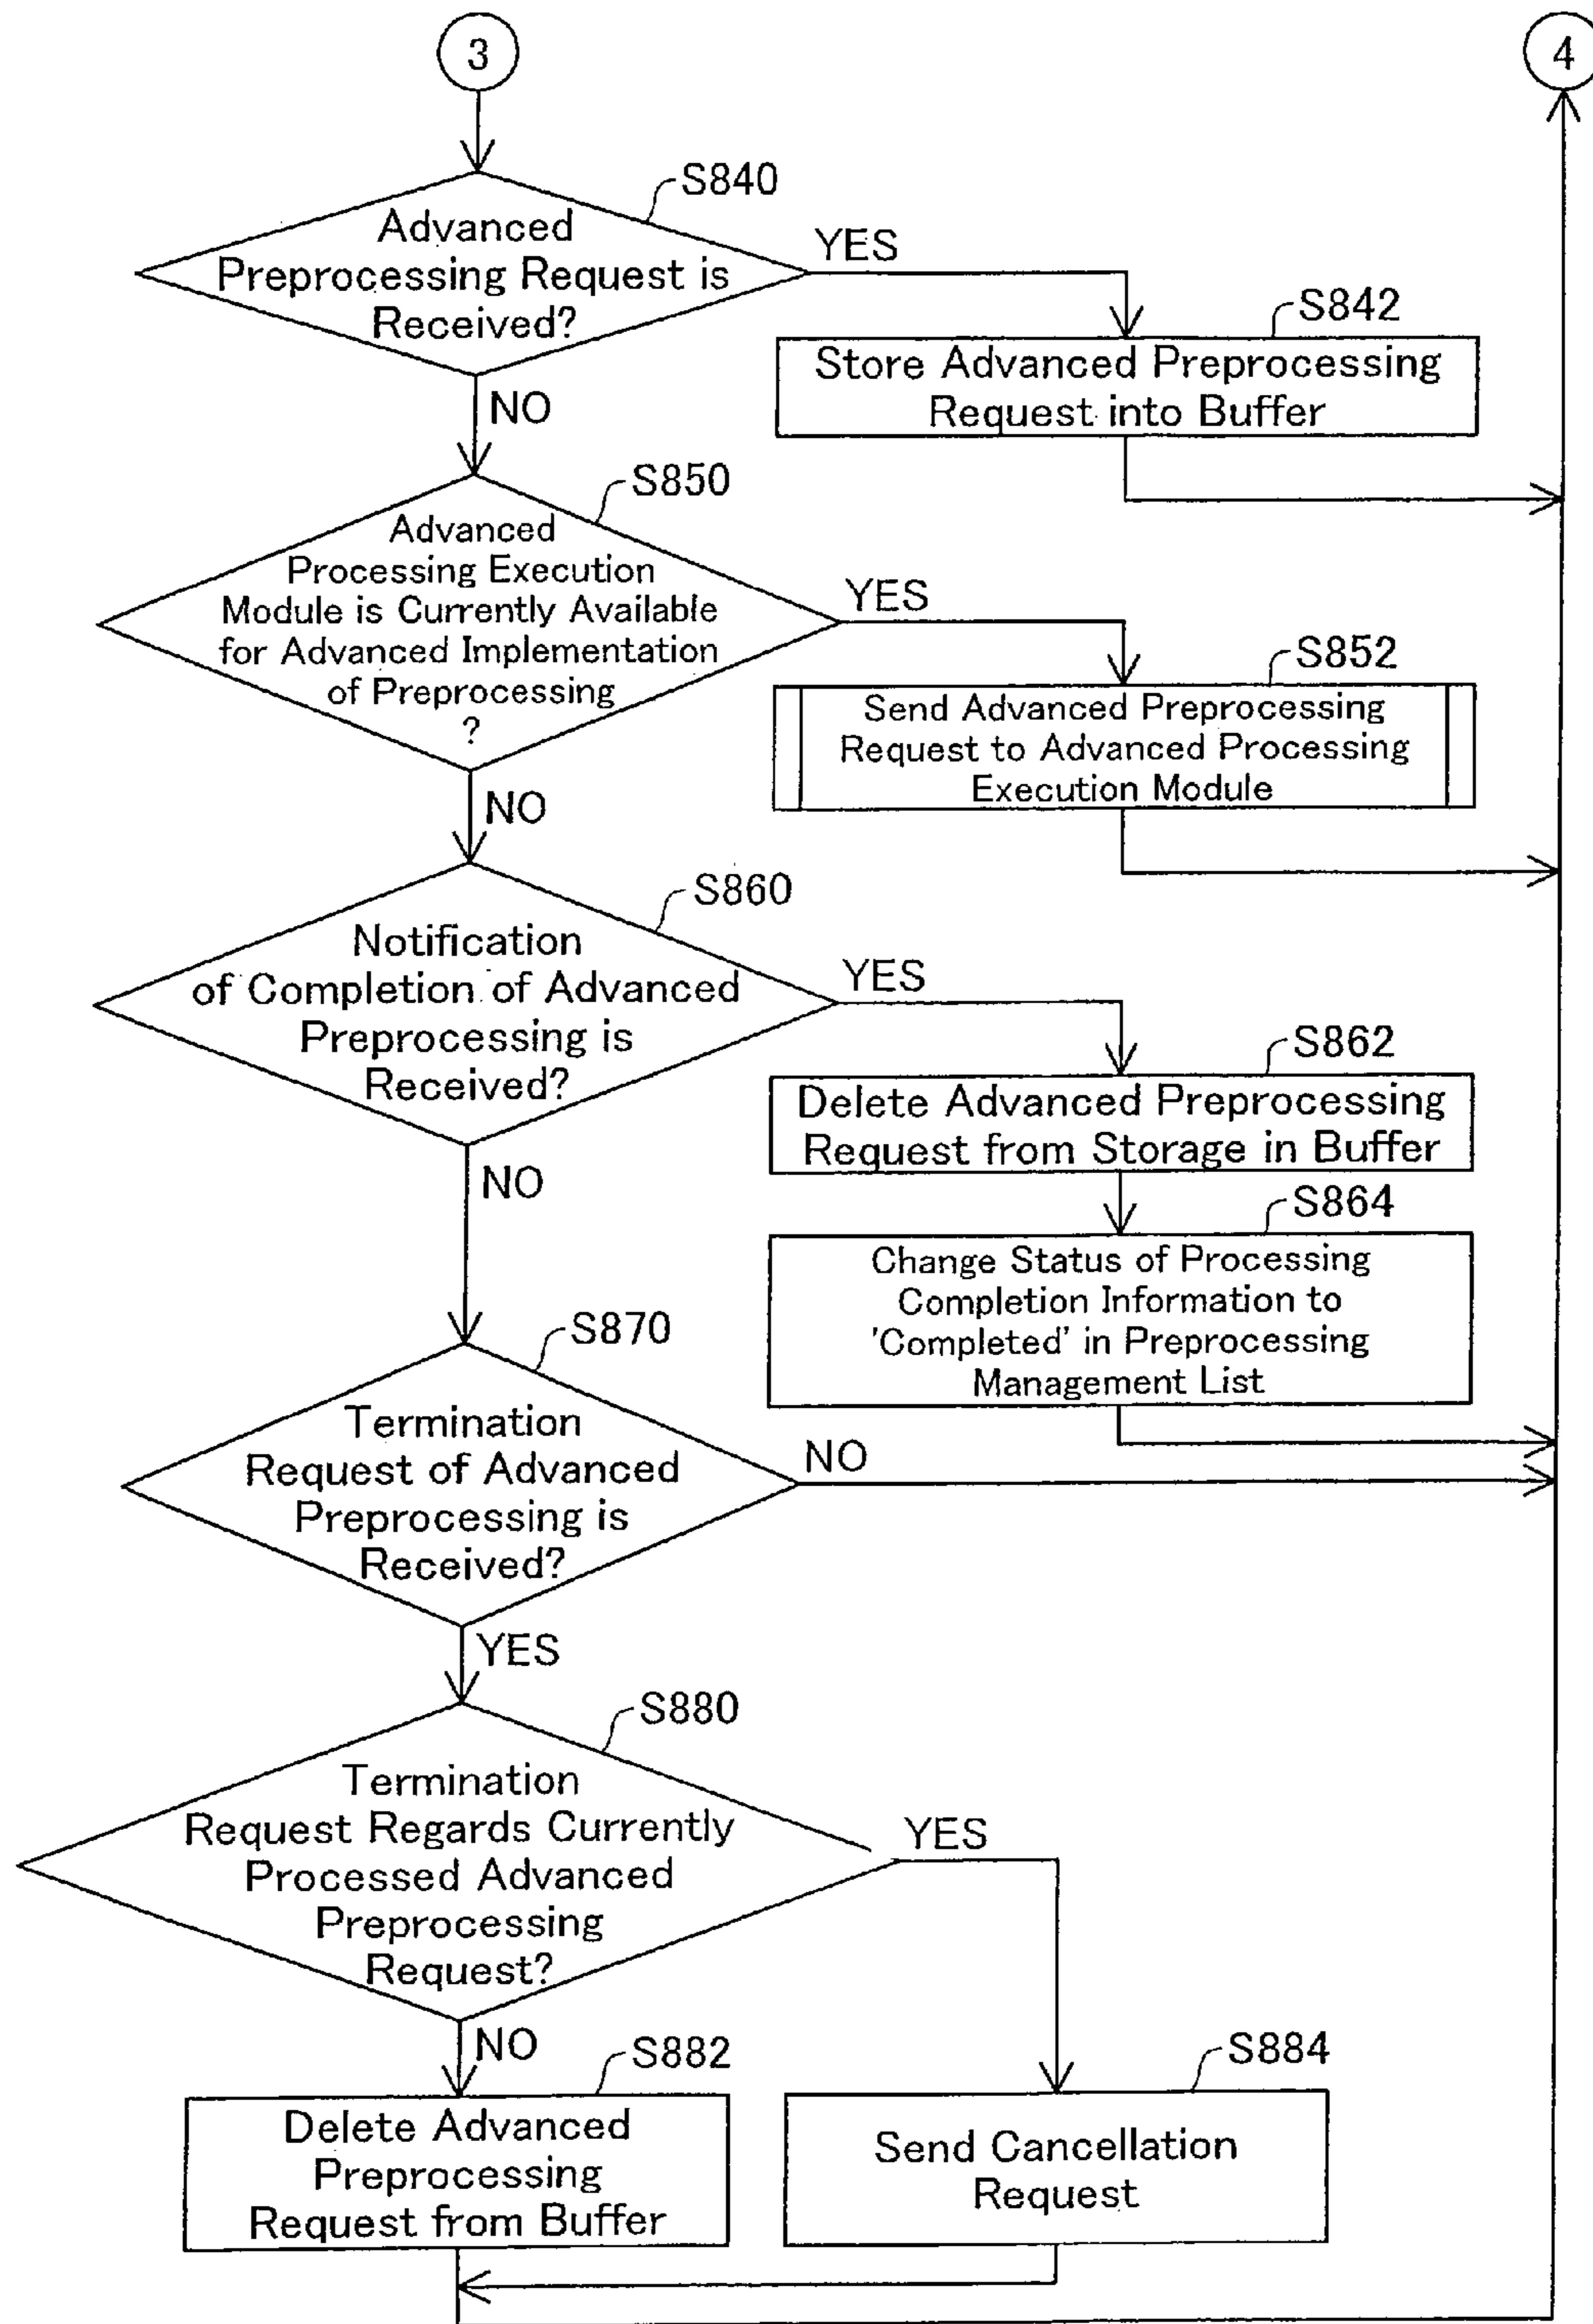 3
4
S840
Advanced
Preprocessing Request is
Received?
YES
S842
Store Advanced Preprocessing
Request into Buffer
NO
S850
Advanced
Processing Execution
Module is Currently Available
for Advanced Implementation
of Preprocessing
?
YES
S852
Send Advanced Preprocessing
Request to Advanced Processing
Execution Module
NO
S860
Notification
of Completion of Advanced
Preprocessing is
Received?
YES
S862
Delete Advanced Preprocessing
Request from Storage in Buffer
S864
Change Status of Processing
Completion Information to
'Completed' in Preprocessing
Management List
NO
S870
Termination
Request of Advanced
Preprocessing is
Received?
NO
YES
S880
Termination
Request Regards Currently
Processed Advanced
Preprocessing
Request?
YES
NO
S882
Delete Advanced
Preprocessing
Request from Buffer
S884
Send Cancellation
Request